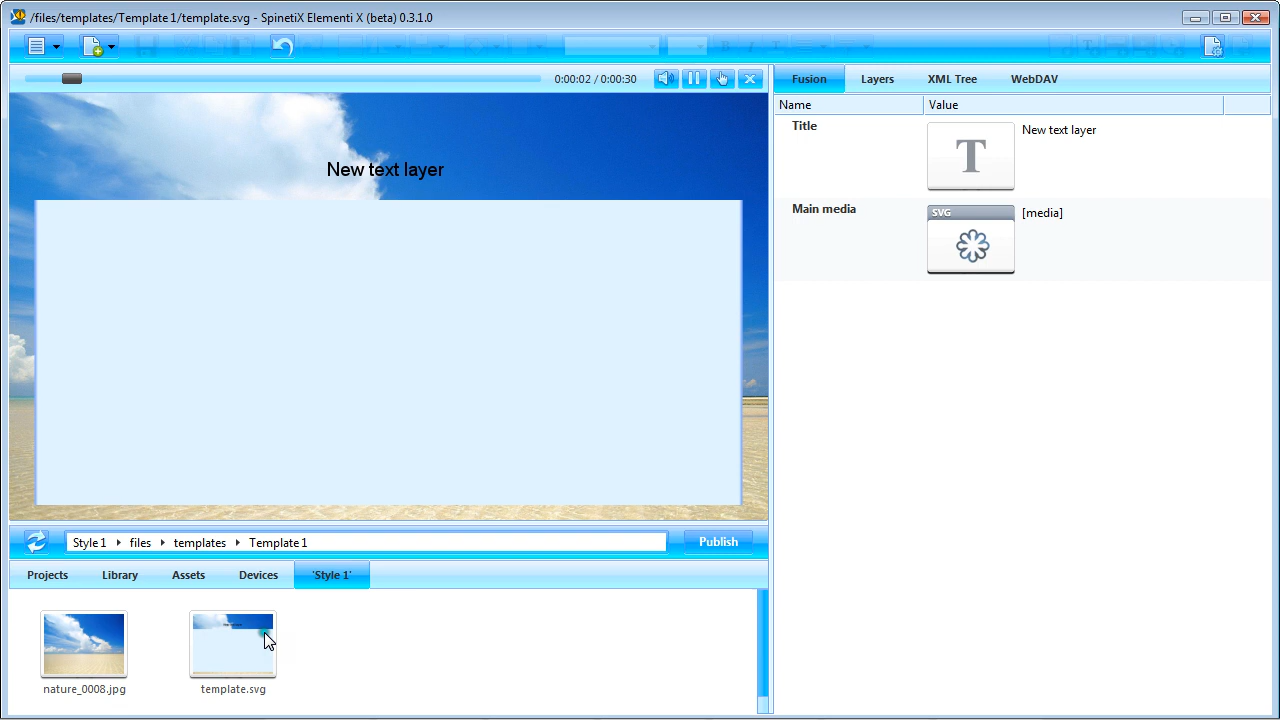 /files/templates/Template 1/template.svg - SpinetiX Elementi X (beta) 0.3.1.0
0:00:02 / 0:00:30
Fusion Layers XML Tree WebDAV
Name Value
Title T New text layer
Main media SVG [media]
New text layer
Style 1 files templates Template 1
Publish
Projects Library Assets Devices 'Style 1'
nature_0008.jpg template.svg